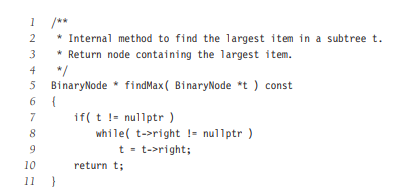 1 /**
2  * Internal method to find the largest item in a subtree t.
3  * Return node containing the largest item.
4  */
5 BinaryNode * findMax( BinaryNode *t ) const
6 {
7     if( t != nullptr )
8         while( t->right != nullptr )
9             t = t->right;
10     return t;
11 }